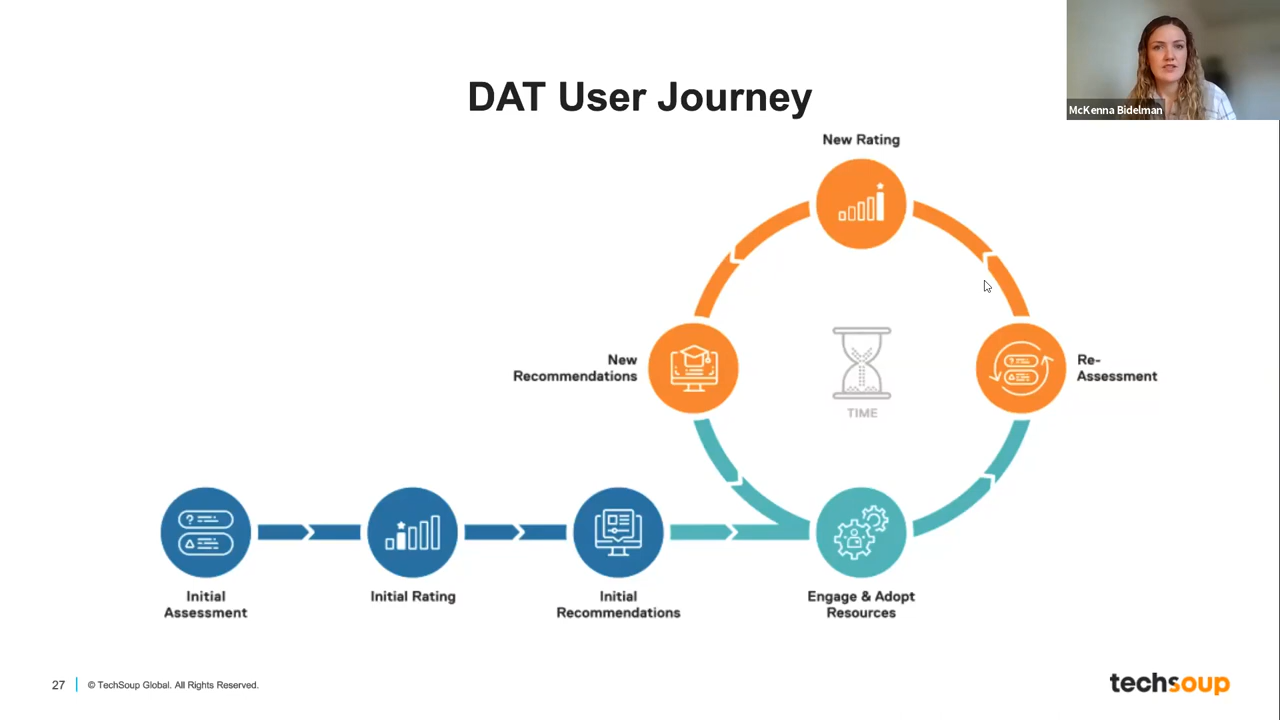 DAT User Journey
McKenna Bidelman
New Rating
New
Recommendations
Re-
Assessment
TIME
Initial
Assessment
Initial Rating
Initial
Recommendations
Engage & Adopt
Resources
27
© TechSoup Global. All Rights Reserved.
techsoup